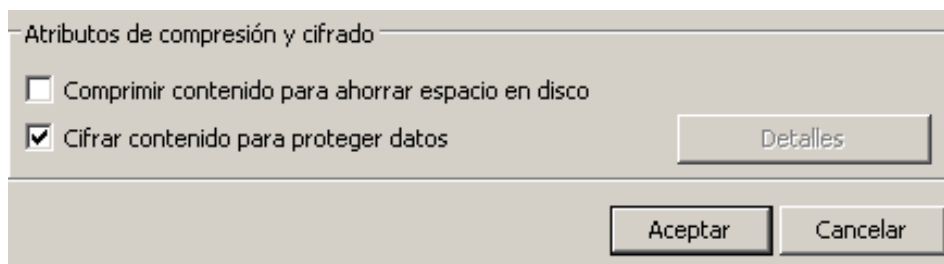 Atributos de compresión y cifrado
Comprimir contenido para ahorrar espacio en disco
Cifrar contenido para proteger datos
Detalles
Aceptar
Cancelar